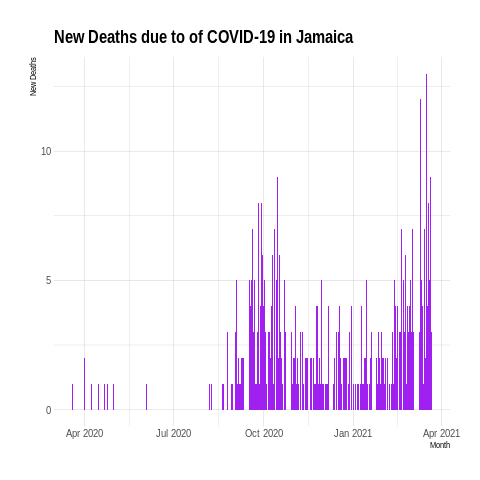 New Deaths due to of COVID-19 in Jamaica
New Deaths
10
5
0
Apr 2020 Jul 2020 Oct 2020 Jan 2021 Apr 2021
Month